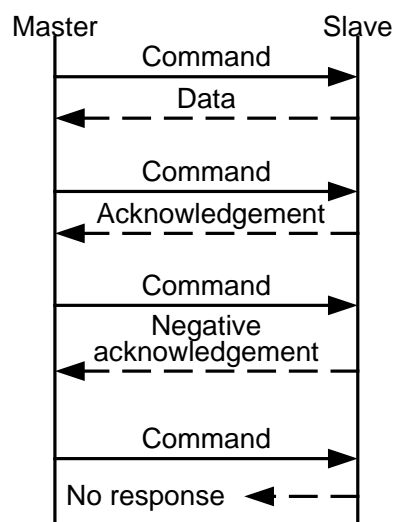 Master Slave
Command
Data
Command
Acknowledgement
Command
Negative
acknowledgement
Command
No response